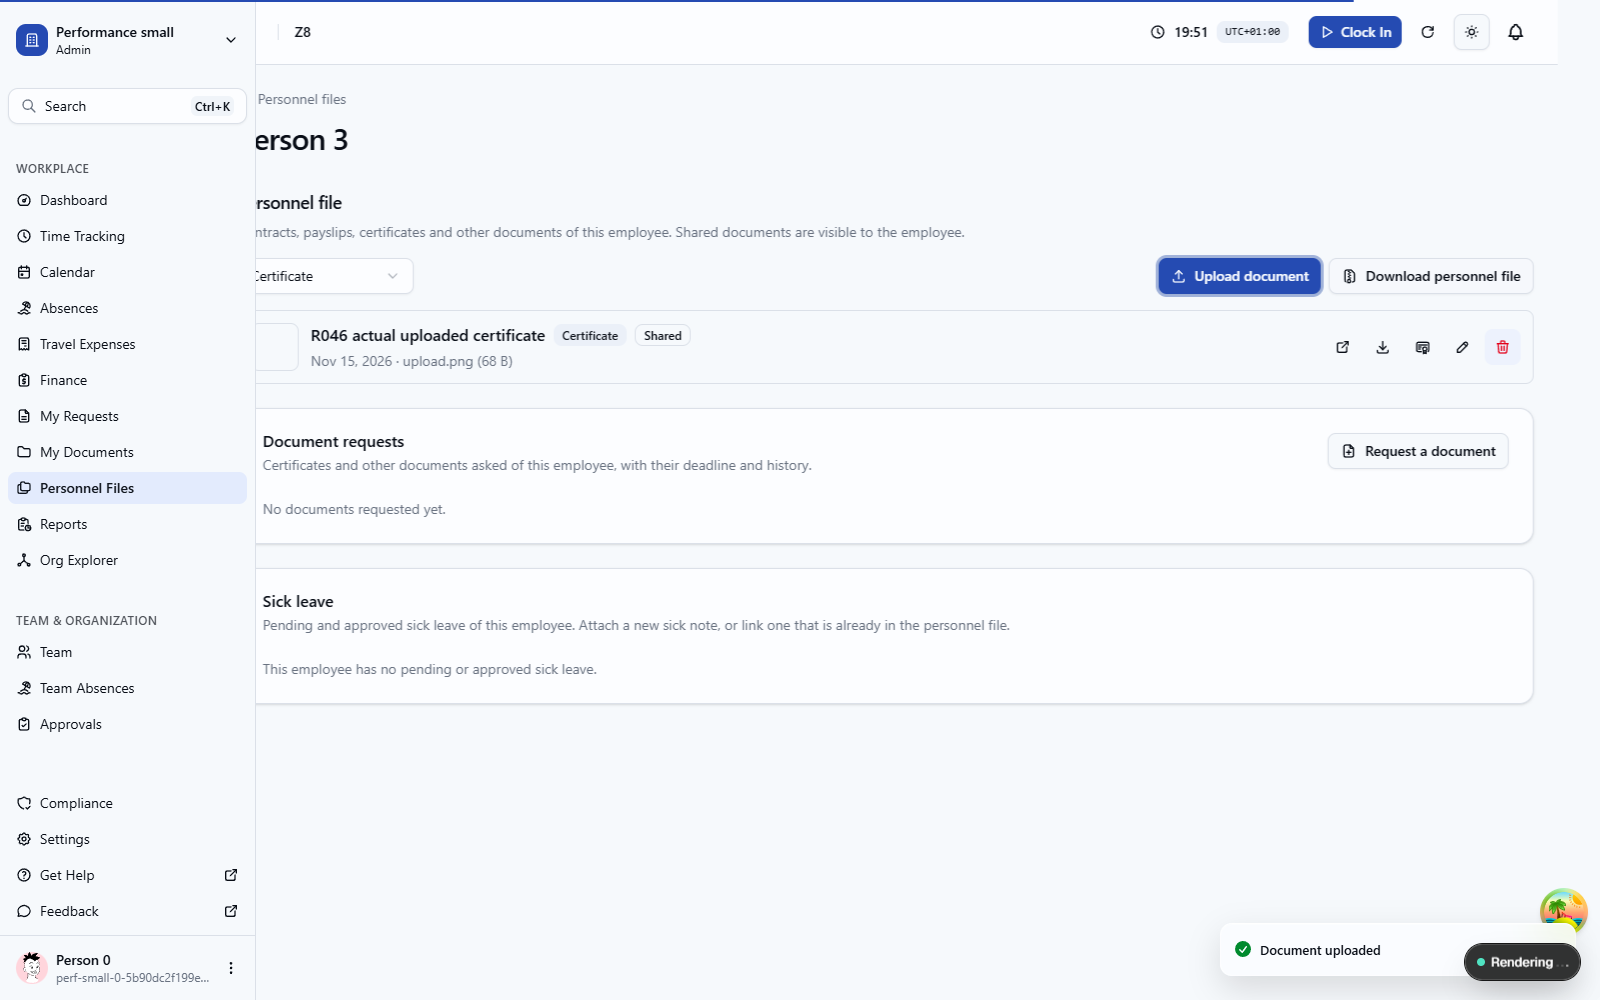 Performance small
Admin
Search
Ctrl+K
WORKPLACE
Dashboard
Time Tracking
Calendar
Absences
Travel Expenses
Finance
My Requests
My Documents
Personnel Files
Reports
Org Explorer
TEAM & ORGANIZATION
Team
Team Absences
Approvals
Compliance
Settings
Get Help
Feedback
Person 0
perf-small-0-5b90dc2f199e...
Z8
19:51 UTC+01:00
Clock In
Personnel files
erson 3
rsonnel file
ntracts, payslips, certificates and other documents of this employee. Shared documents are visible to the employee.
Certificate
Upload document
Download personnel file
R046 actual uploaded certificate Certificate Shared
Nov 15, 2026 · upload.png (68 B)
Document requests
Certificates and other documents asked of this employee, with their deadline and history.
Request a document
No documents requested yet.
Sick leave
Pending and approved sick leave of this employee. Attach a new sick note, or link one that is already in the personnel file.
This employee has no pending or approved sick leave.
Document uploaded
Rendering...